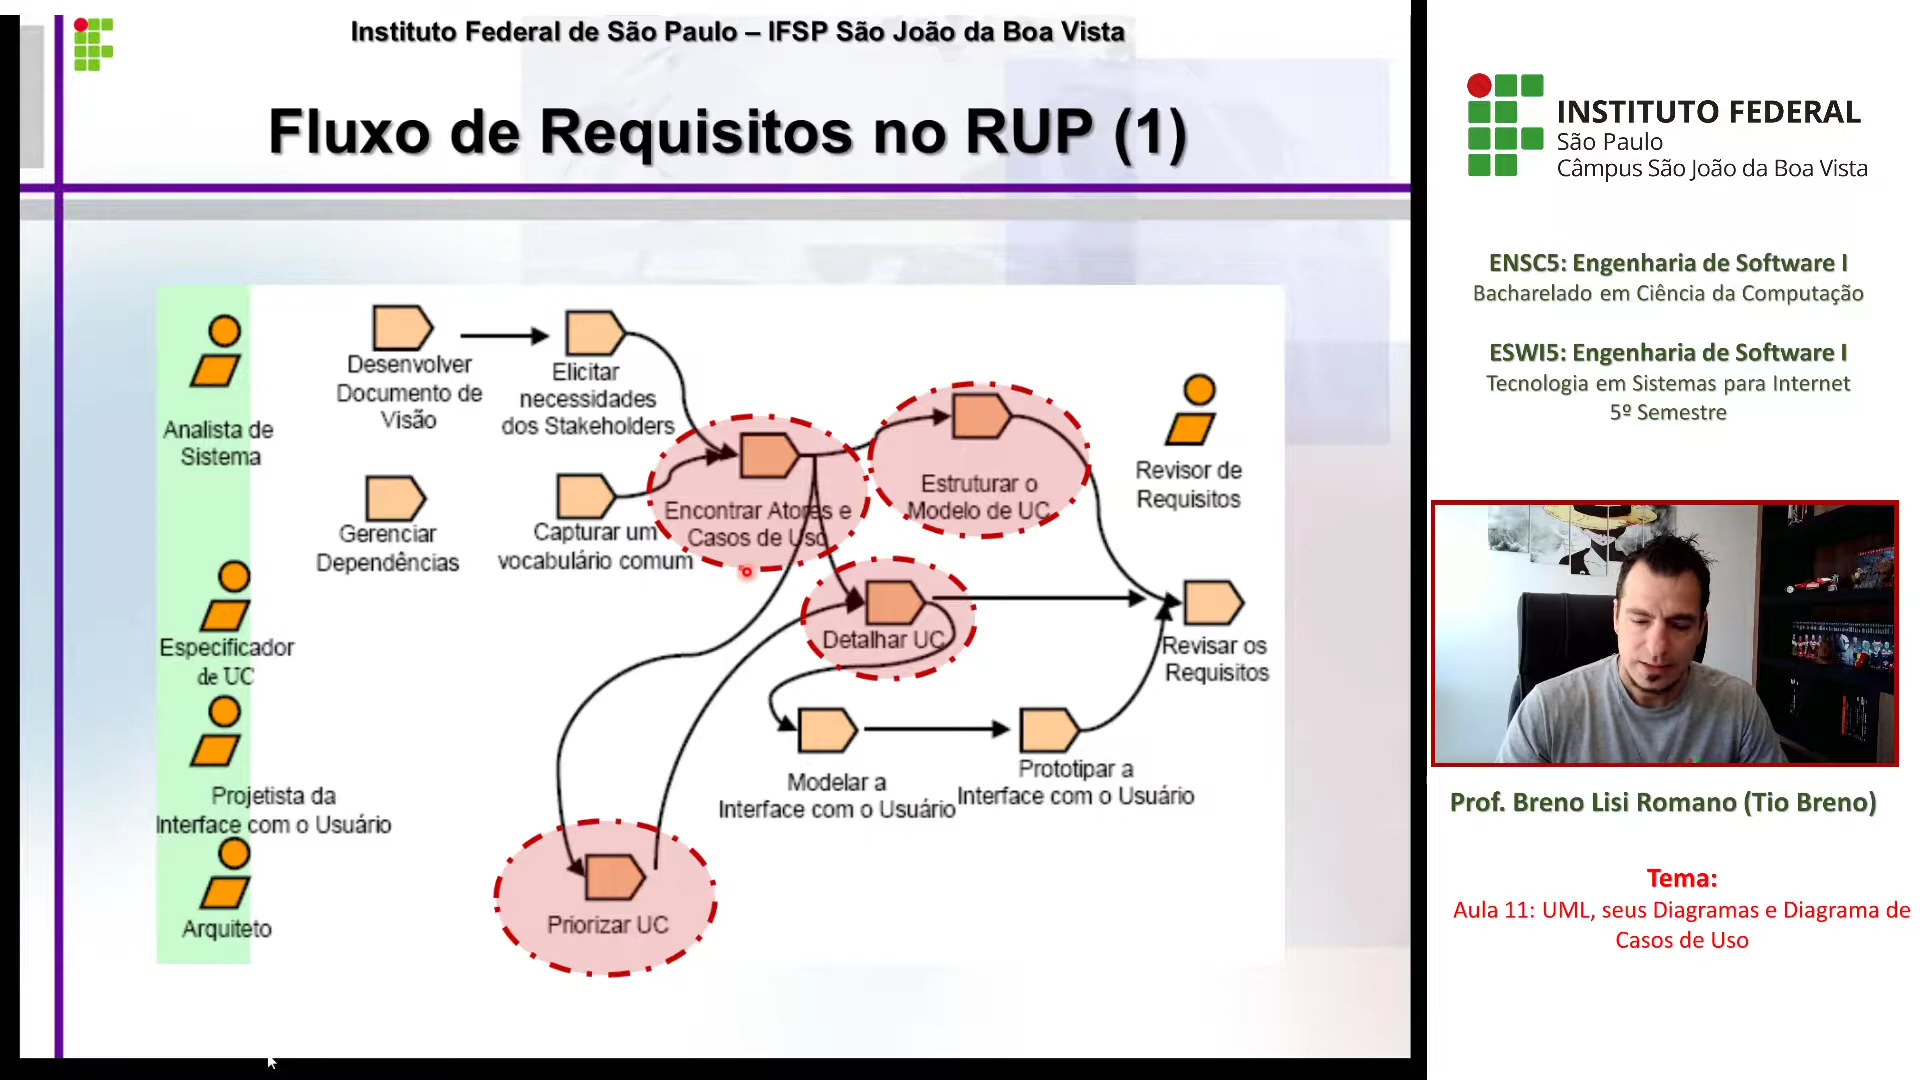 Instituto Federal de São Paulo – IFSP São João da Boa Vista
Fluxo de Requisitos no RUP (1)
Analista de
Sistema
Desenvolver
Documento de
Visão
Elicitar
necessidades
dos Stakeholders
Gerenciar
Dependências
Capturar um
vocabulário comum
Encontrar Atores e
Casos de Uso
Estruturar o
Modelo de UC
Revisor de
Requisitos
Especificador
de UC
Detalhar UC
Revisar os
Requisitos
Projetista da
Interface com o Usuário
Modelar a
Interface com o Usuário
Prototipar a
Interface com o Usuário
Arquiteto
Priorizar UC
INSTITUTO FEDERAL
São Paulo
Câmpus São João da Boa Vista
ENSC5: Engenharia de Software I
Bacharelado em Ciência da Computação
ESWI5: Engenharia de Software I
Tecnologia em Sistemas para Internet
5º Semestre
Prof. Breno Lisi Romano (Tio Breno)
Tema:
Aula 11: UML, seus Diagramas e Diagrama de
Casos de Uso